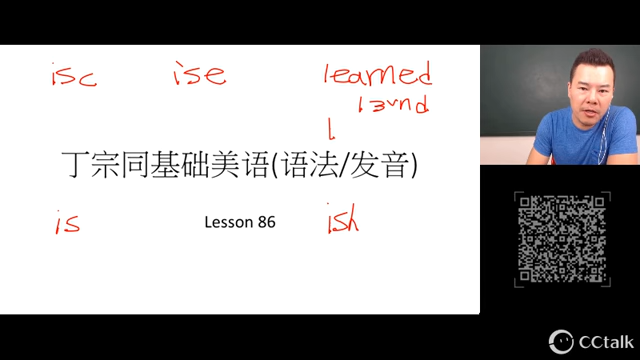 isc ise learned
lɜrnd
l
丁宗同基础美语(语法/发音)
is Lesson 86 ish
CCtalk